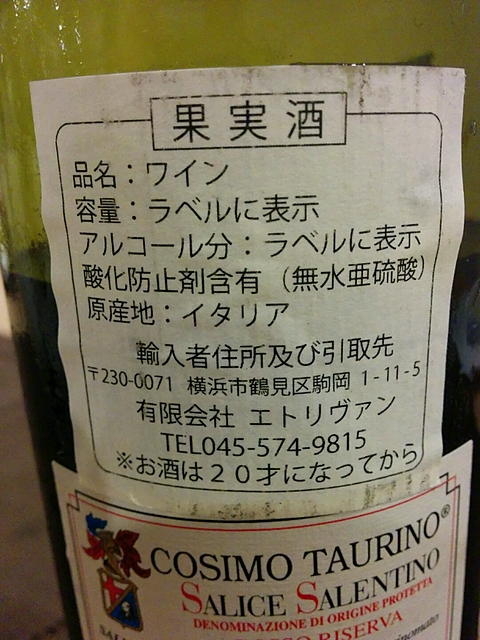 果実酒
品名：ワイン
容量：ラベルに表示
アルコール分：ラベルに表示
酸化防止剤含有（無水亜硫酸）
原産地：イタリア
輸入者住所及び引取先
〒230-0071 横浜市鶴見区駒岡 1-11-5
有限会社 エトリヴァン
TEL045-574-9815
※お酒は２０才になってから
COSIMO TAURINO®
SALICE SALENTINO
DENOMINAZIONE DI ORIGINE PROTETTA
ROSSO RISERVA